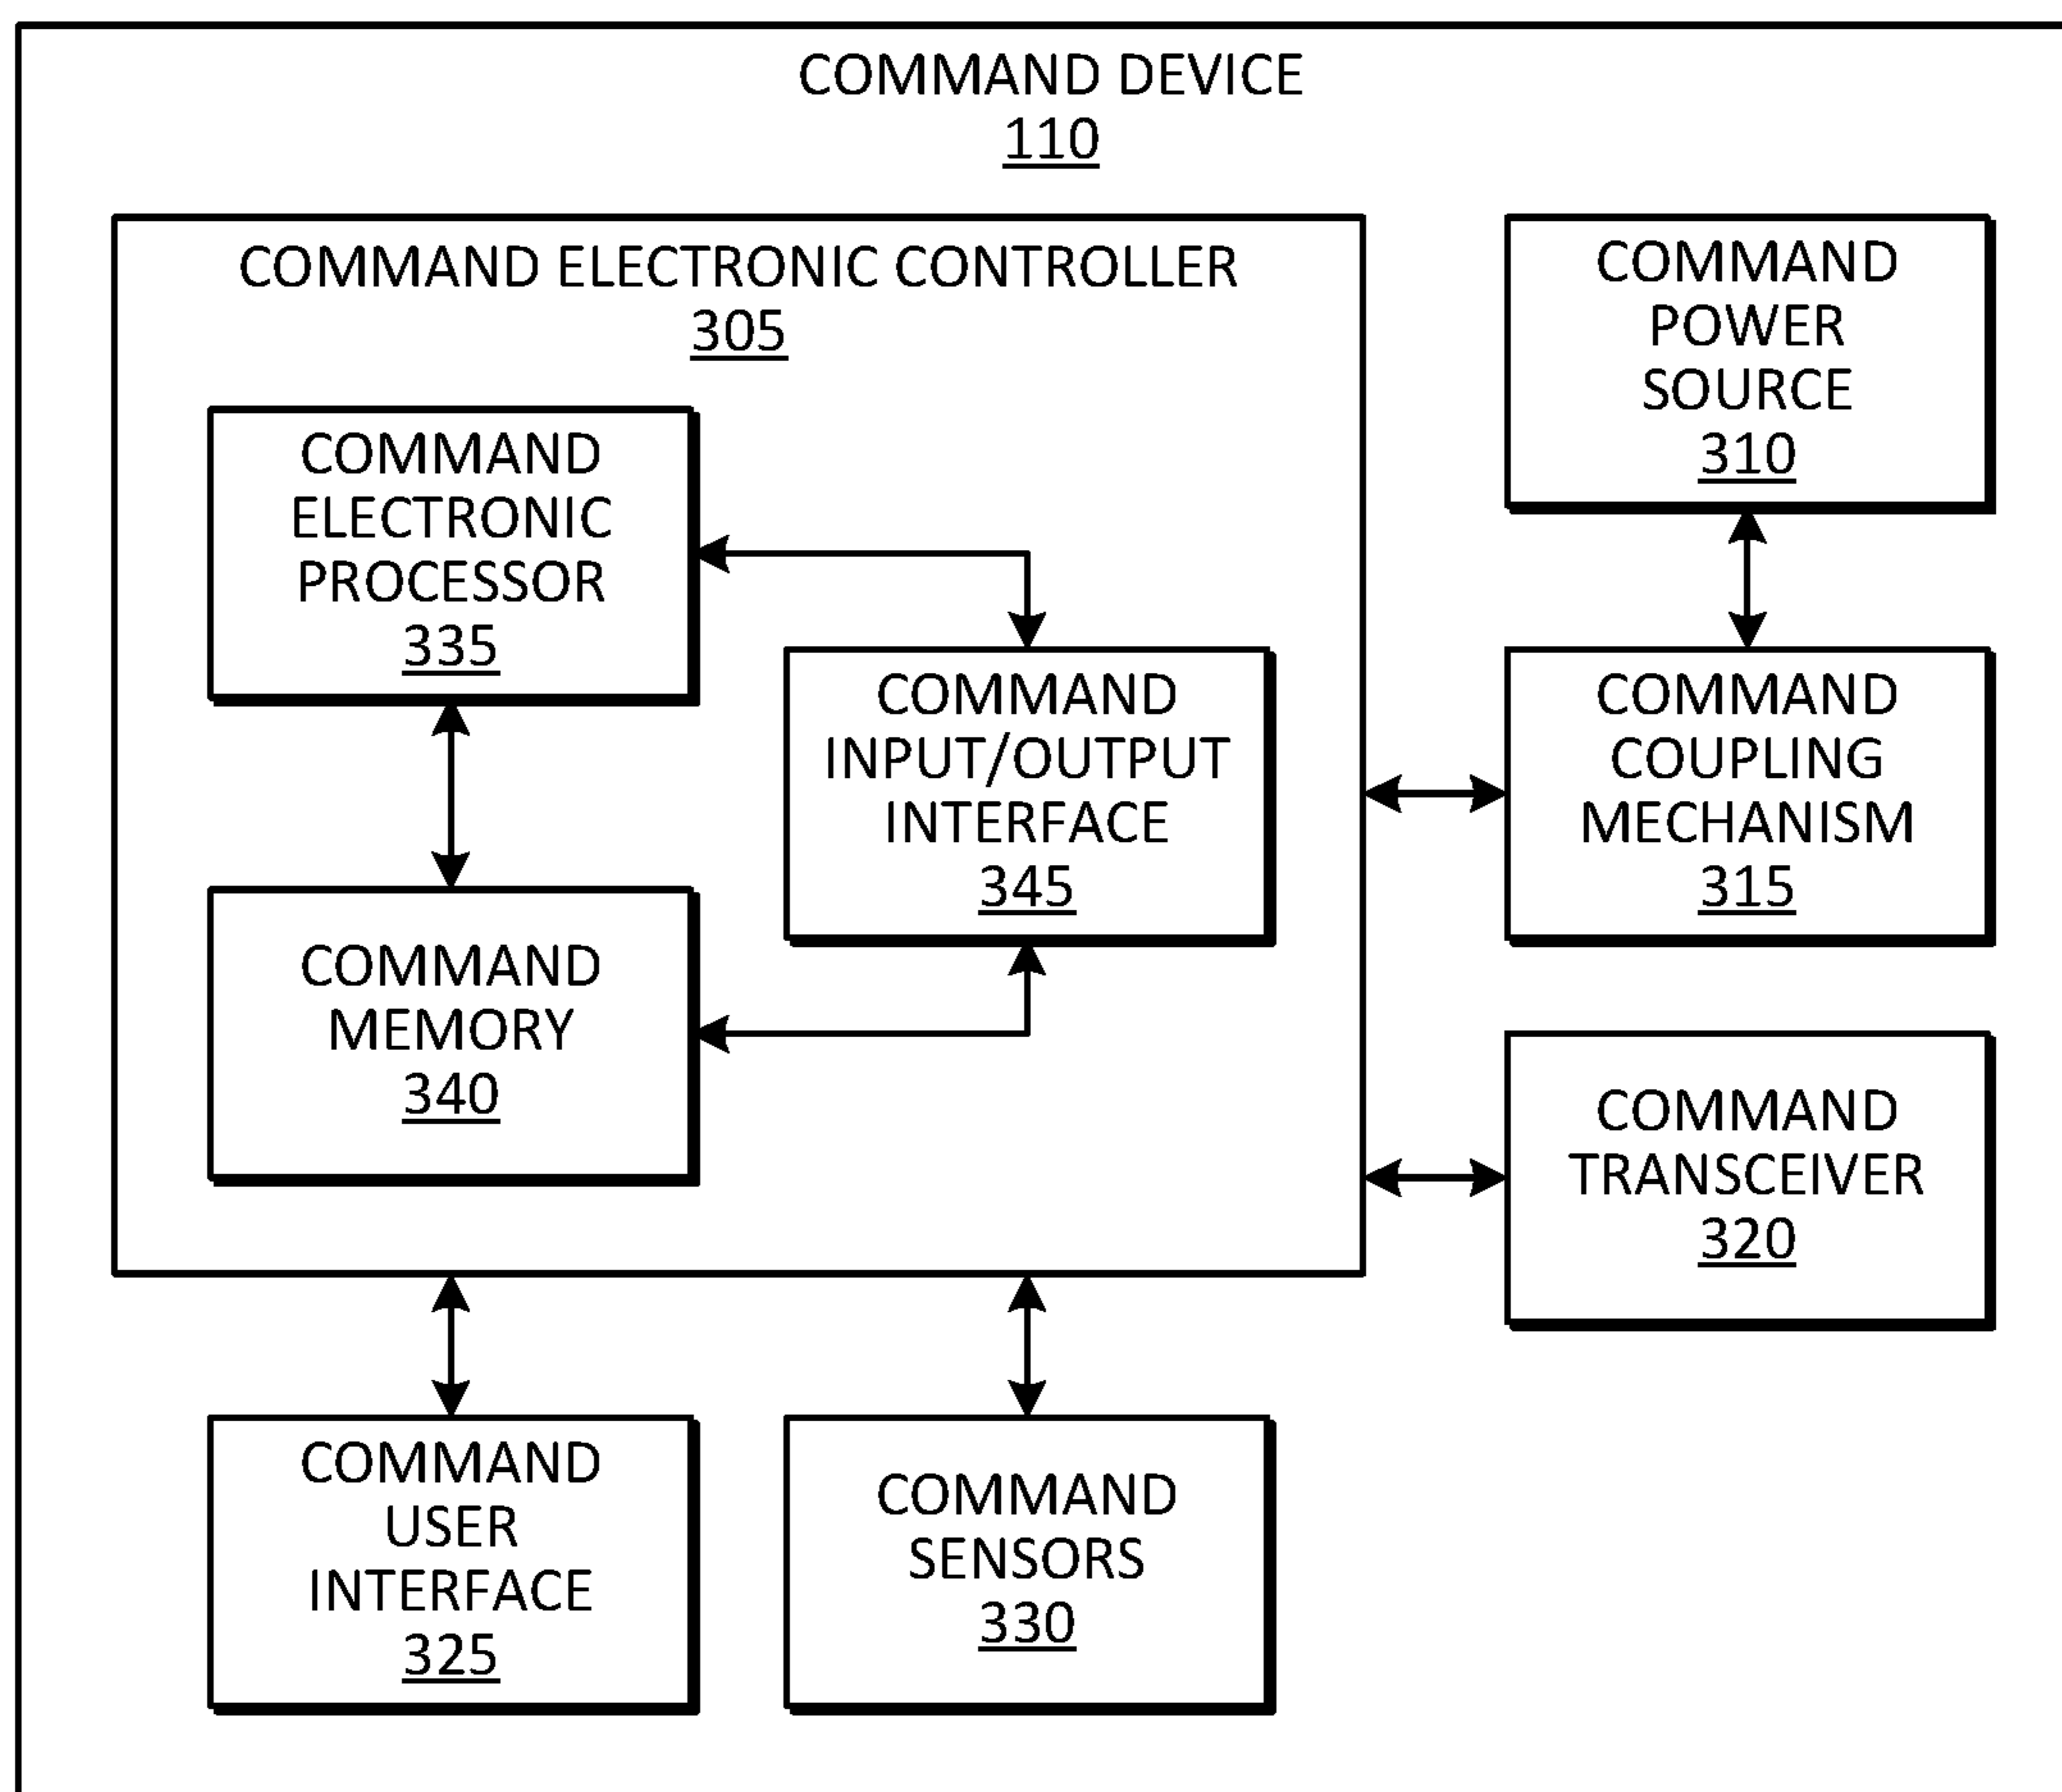 COMMAND DEVICE
110
COMMAND ELECTRONIC CONTROLLER
305
COMMAND
ELECTRONIC
PROCESSOR
335
COMMAND
INPUT/OUTPUT
INTERFACE
345
COMMAND
MEMORY
340
COMMAND
POWER
SOURCE
310
COMMAND
COUPLING
MECHANISM
315
COMMAND
TRANSCEIVER
320
COMMAND
USER
INTERFACE
325
COMMAND
SENSORS
330